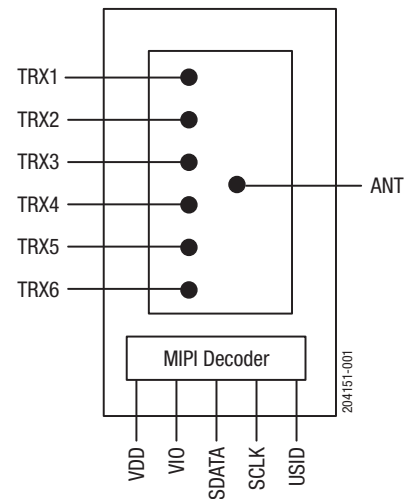 TRX1
TRX2
TRX3
TRX4
TRX5
TRX6
ANT
MIPI Decoder
VDD
VIO
SDATA
SCLK
USID
204151-001